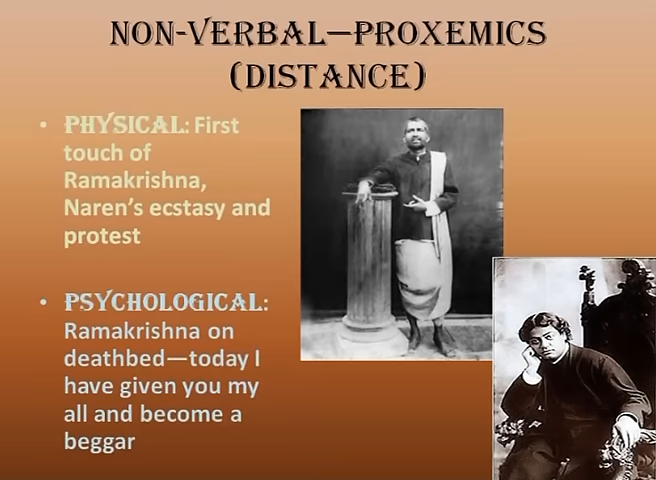 NON-VERBAL—PROXEMICS
(DISTANCE)
• PHYSICAL: First
touch of
Ramakrishna,
Naren's ecstasy and
protest
• PSYCHOLOGICAL:
Ramakrishna on
deathbed—today I
have given you my
all and become a
beggar